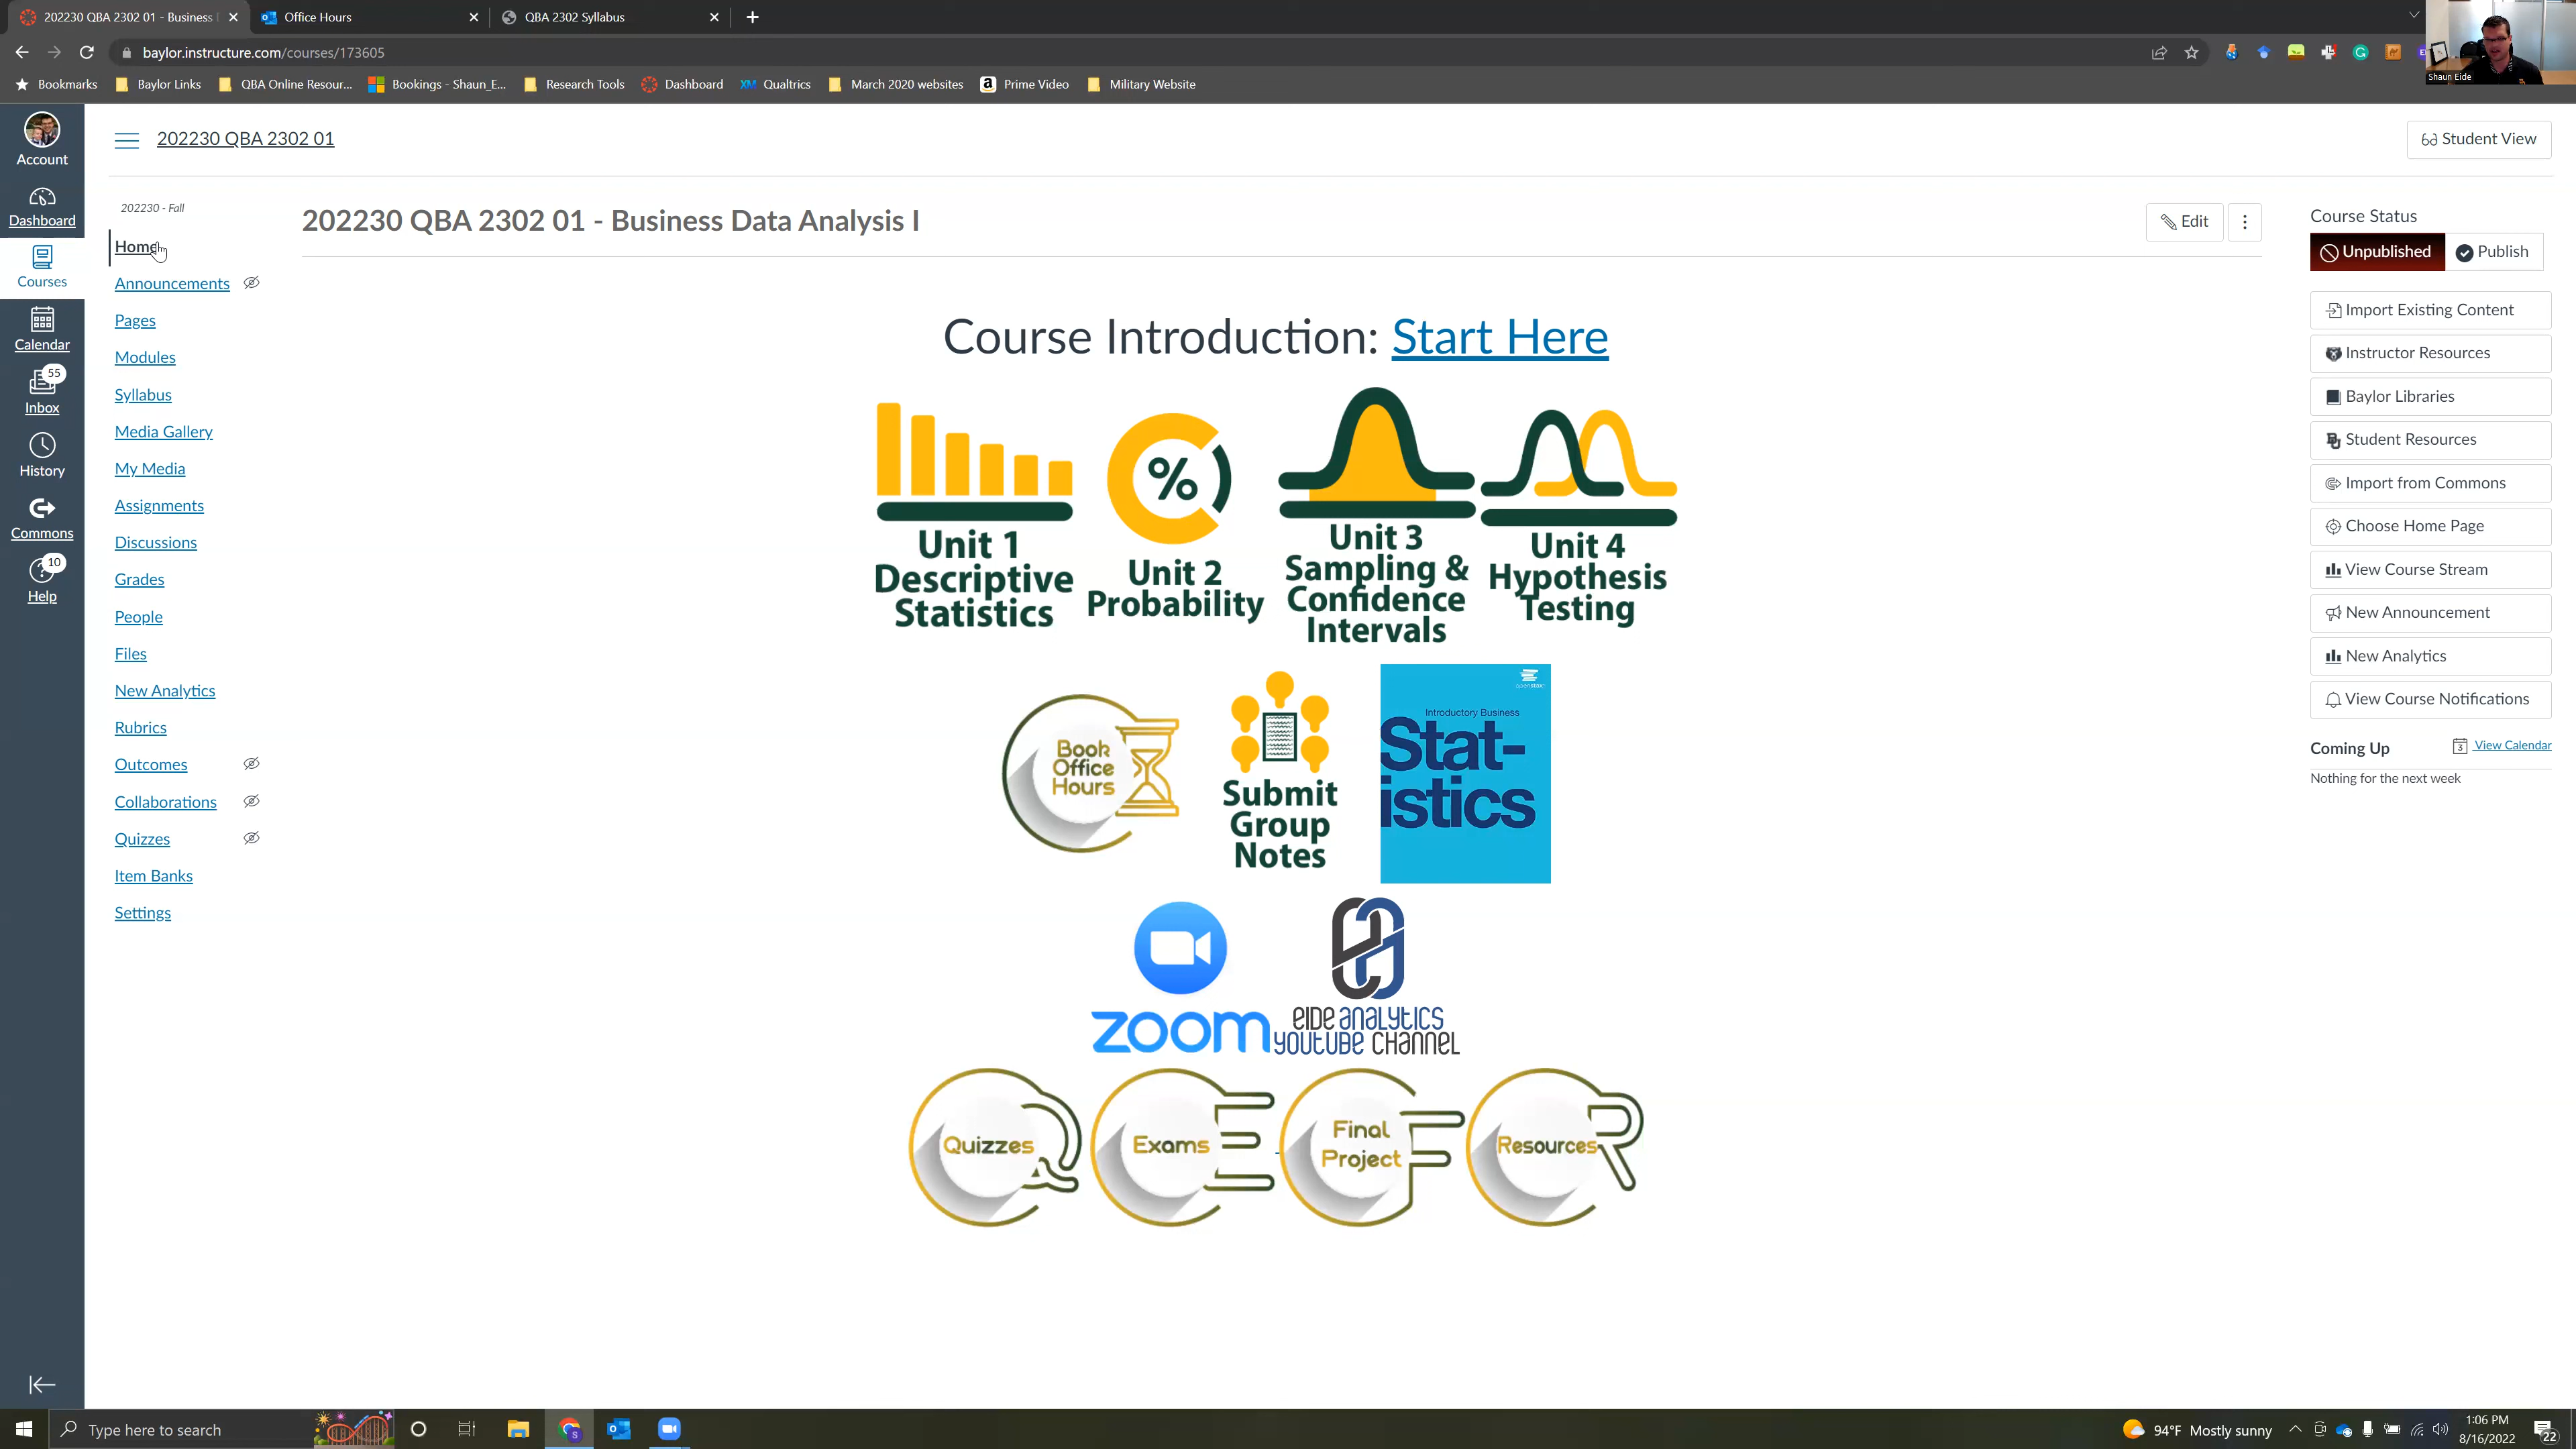 202230 QBA 2302 01 - Business
Office Hours
QBA 2302 Syllabus
baylor.instructure.com/courses/173605
Bookmarks
Baylor Links
QBA Online Resour...
Bookings - Shaun_E...
Research Tools
Dashboard
XM Qualtrics
March 2020 websites
Prime Video
Military Website
Shaun Eide
Account
Dashboard
Courses
Calendar
55
Inbox
History
Commons
10
Help
202230 QBA 2302 01
Student View
202230 - Fall
Home
Announcements
Pages
Modules
Syllabus
Media Gallery
My Media
Assignments
Discussions
Grades
People
Files
New Analytics
Rubrics
Outcomes
Collaborations
Quizzes
Item Banks
Settings
202230 QBA 2302 01 - Business Data Analysis I
Edit
Course Introduction: Start Here
Unit 1
Descriptive
Statistics
%
Unit 2
Probability
Unit 3
Sampling &
Confidence
Intervals
Unit 4
Hypothesis
Testing
Book
Office
Hours
Submit
Group
Notes
openstax
Introductory Business
Stat-
istics
zoom
EIDE ANALYTICS
YOUTUBE CHANNEL
Quizzes
Exams
Final
Project
Resources
Course Status
Unpublished
Publish
Import Existing Content
Instructor Resources
Baylor Libraries
Student Resources
Import from Commons
Choose Home Page
View Course Stream
New Announcement
New Analytics
View Course Notifications
Coming Up
3 View Calendar
Nothing for the next week
Type here to search
94°F Mostly sunny
1:06 PM
8/16/2022
22